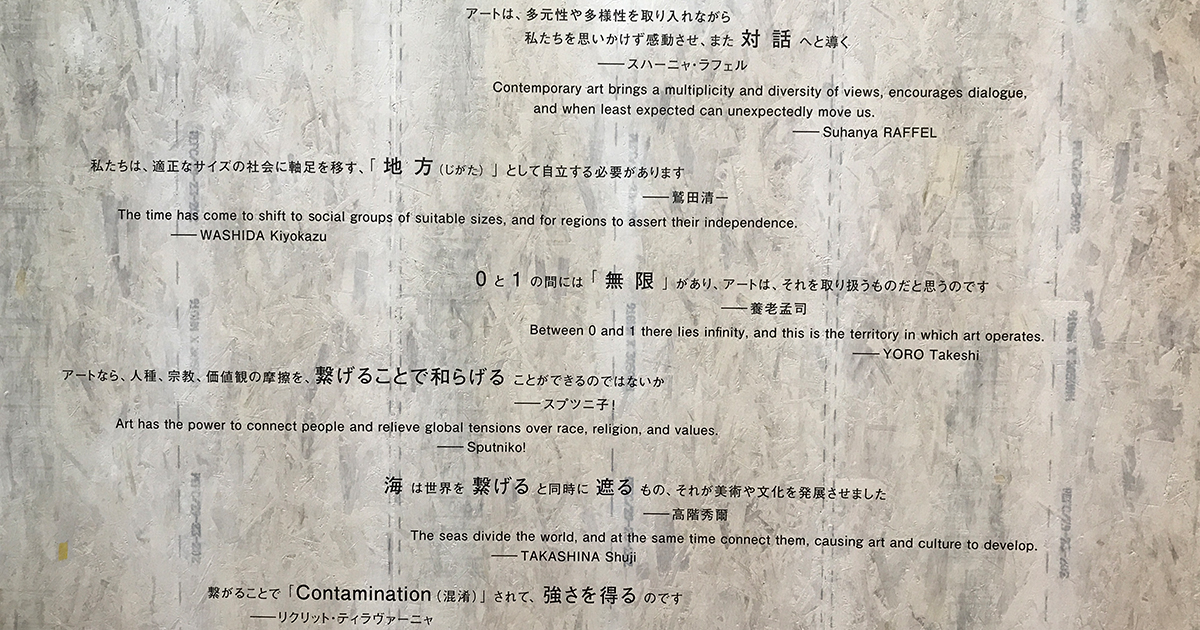 アートは、多元性や多様性を取り入れながら
私たちを思いかけず感動させ、また 対話 へと導く
——スハーニャ・ラフェル
Contemporary art brings a multiplicity and diversity of views, encourages dialogue,
and when least expected can unexpectedly move us.
——Suhanya RAFFEL
私たちは、適正なサイズの社会に軸足を移す、「 地方 （じがた）」として自立する必要があります
——鷲田清一
The time has come to shift to social groups of suitable sizes, and for regions to assert their independence.
——WASHIDA Kiyokazu
0 と 1 の間には「 無限 」があり、アートは、それを取り扱うものだと思うのです
——養老孟司
Between 0 and 1 there lies infinity, and this is the territory in which art operates.
——YORO Takeshi
アートなら、人種、宗教、価値観の摩擦を、繋げることで和らげる ことができるのではないか
——スプツニ子！
Art has the power to connect people and relieve global tensions over race, religion, and values.
——Sputniko!
海 は世界を 繋げる と同時に 遮る もの、それが美術や文化を発展させました
——高階秀爾
The seas divide the world, and at the same time connect them, causing art and culture to develop.
——TAKASHINA Shuji
繋がることで「Contamination（混淆）」されて、強さを得る のです
——リクリット・ティラヴァーニャ